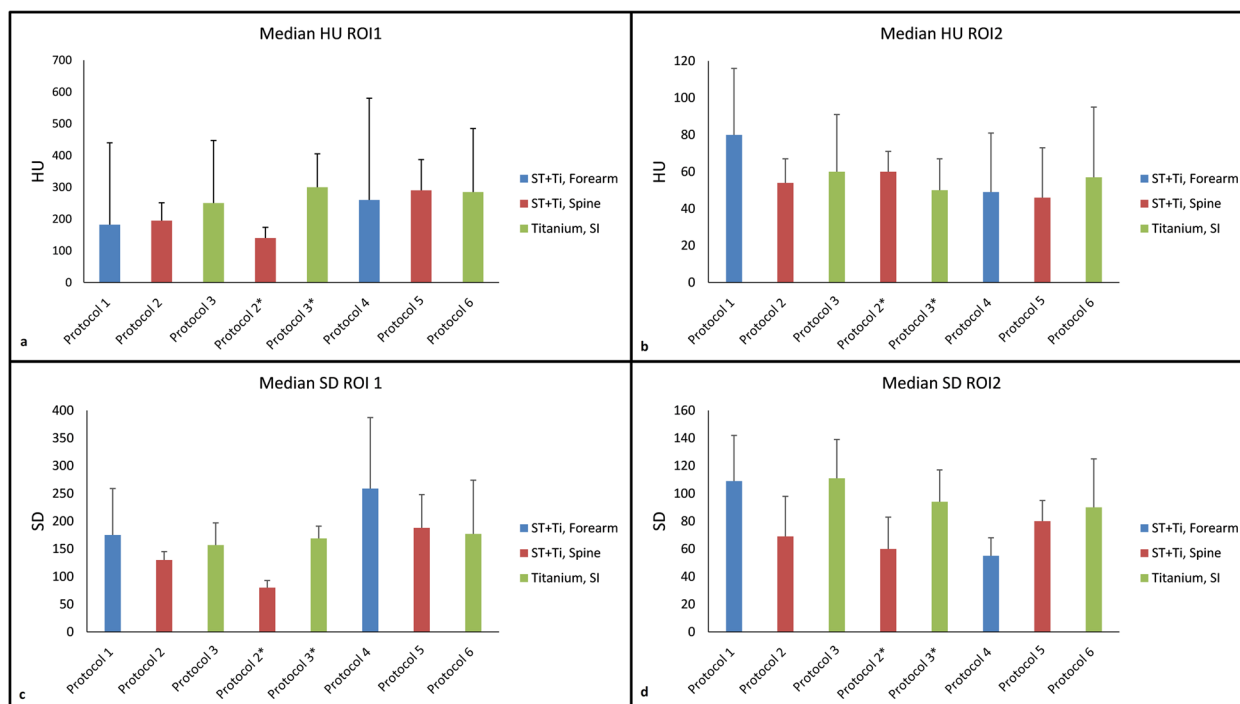 Median HU ROI1
700
600
500
400
300
200
100
0
HU
Protocol 1
Protocol 2
Protocol 3
Protocol 2*
Protocol 3*
Protocol 4
Protocol 5
Protocol 6
ST+Ti, Forearm
ST+Ti, Spine
Titanium, SI
a
Median HU ROI2
120
100
80
60
40
20
0
HU
Protocol 1
Protocol 2
Protocol 3
Protocol 2*
Protocol 3*
Protocol 4
Protocol 5
Protocol 6
ST+Ti, Forearm
ST+Ti, Spine
Titanium, SI
b
Median SD ROI 1
400
350
300
250
200
150
100
50
0
SD
Protocol 1
Protocol 2
Protocol 3
Protocol 2*
Protocol 3*
Protocol 4
Protocol 5
Protocol 6
ST+Ti, Forearm
ST+Ti, Spine
Titanium, SI
c
Median SD ROI2
160
140
120
100
80
60
40
20
0
SD
Protocol 1
Protocol 2
Protocol 3
Protocol 2*
Protocol 3*
Protocol 4
Protocol 5
Protocol 6
ST+Ti, Forearm
ST+Ti, Spine
Titanium, SI
d